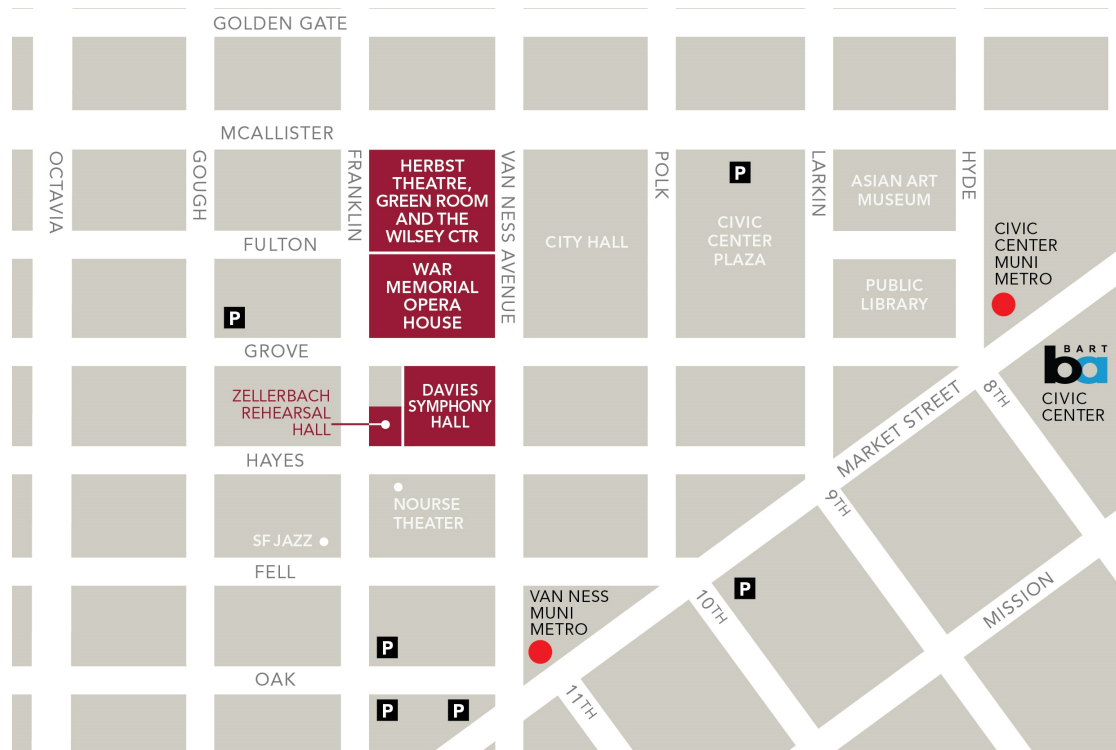 GOLDEN GATE
MCALLISTER
OCTAVIA
GOUGH
FRANKLIN
HERBST
THEATRE,
GREEN ROOM
AND THE
WILSEY CTR
VAN NESS AVENUE
POLK
P
LARKIN
ASIAN ART
MUSEUM
HYDE
FULTON
CITY HALL
CIVIC
CENTER
PLAZA
CIVIC
CENTER
MUNI
METRO
WAR
MEMORIAL
OPERA
HOUSE
PUBLIC
LIBRARY
P
GROVE
BART
ba
CIVIC
CENTER
ZELLERBACH
REHEARSAL
HALL
DAVIES
SYMPHONY
HALL
MARKET STREET
8TH
HAYES
NOURSE
THEATER
9TH
SF JAZZ
FELL
VAN NESS
MUNI
METRO
10TH
P
MISSION
P
OAK
11TH
P
P